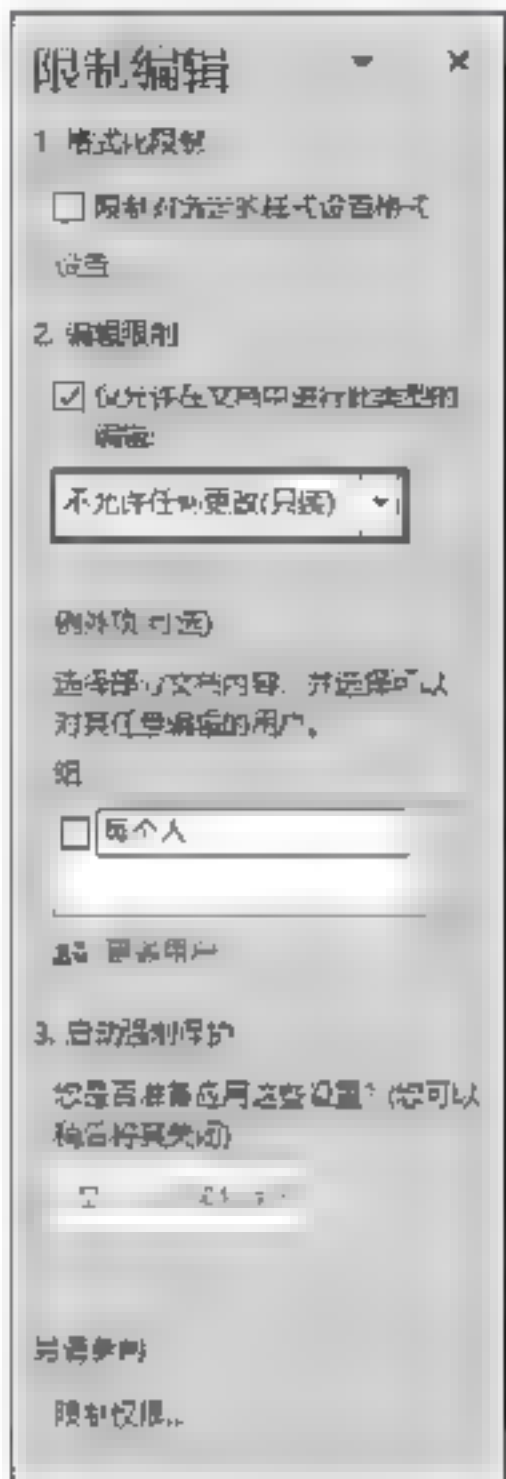 限制编辑
1. 格式化限制
限制对选定的样式设置格式
设置
2. 编辑限制
仅允许在文档中进行此类型的
编辑:
不允许任何更改(只读)
例外项(可选)
选择部分文档内容，并选择可以
对其任意编辑的用户。
组
每个人
更多用户
3. 启动强制保护
您是否准备应用这些设置? (您可以
稍后将其关闭)
另请参阅
限制权限...